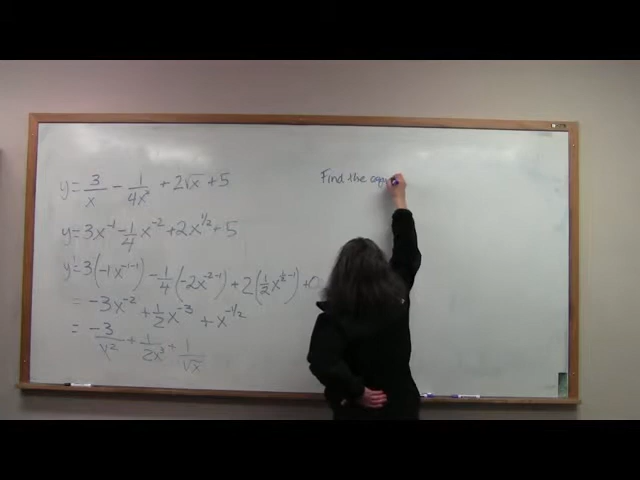 y = 3/x - 1/4x² + 2√x + 5
y = 3x⁻¹ - 1/4 x⁻² + 2x^(1/2) + 5
y' = 3(-1x⁻¹⁻¹) - 1/4(-2x⁻²⁻¹) + 2(1/2 x^(1/2 - 1)) + 0
= -3x⁻² + 1/2 x⁻³ + x^(-1/2)
= -3/x² + 1/2x³ + 1/√x
Find the equ